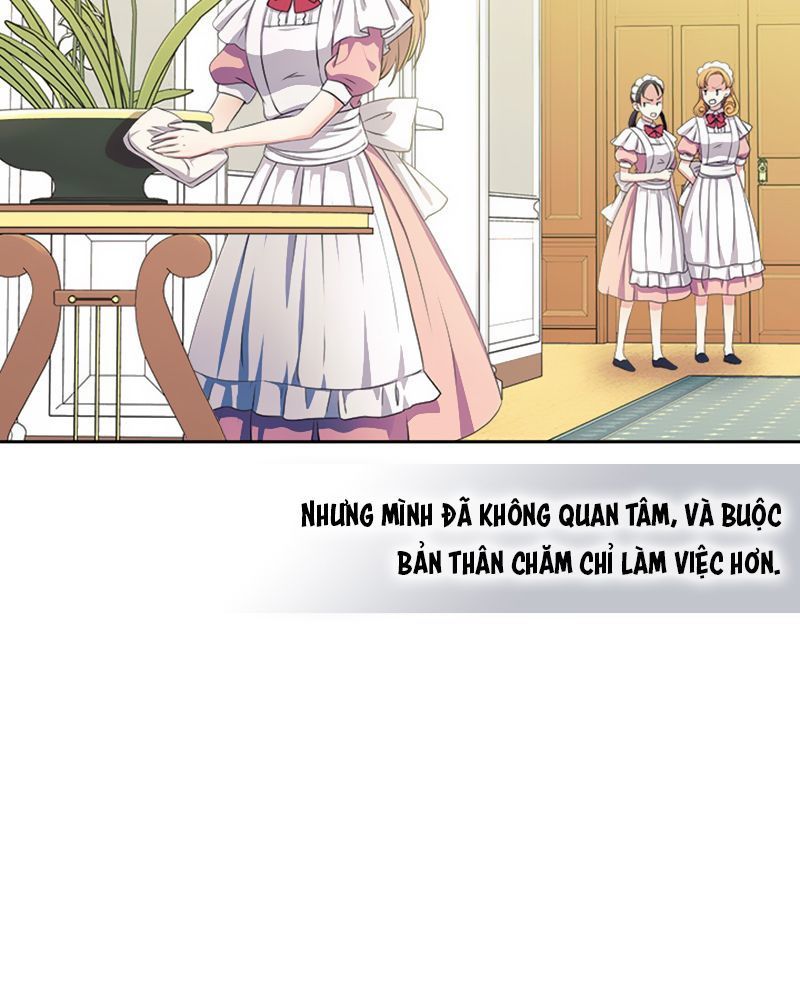 NHƯNG MÌNH ĐÃ KHÔNG QUAN TÂM, VÀ BUỘC
BẢN THÂN CHĂM CHỈ LÀM VIỆC HƠN.